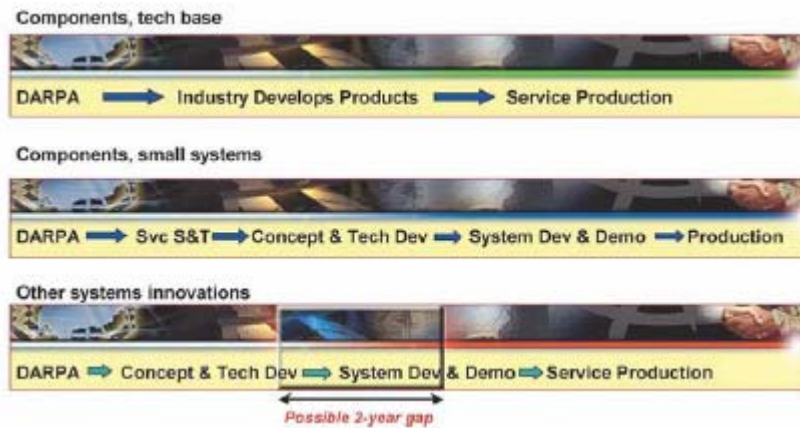 Components, tech base
DARPA Industry Develops Products Service Production
Components, small systems
DARPA Svc S&T Concept & Tech Dev System Dev & Demo Production
Other systems innovations
DARPA Concept & Tech Dev System Dev & Demo Service Production
Possible 2-year gap